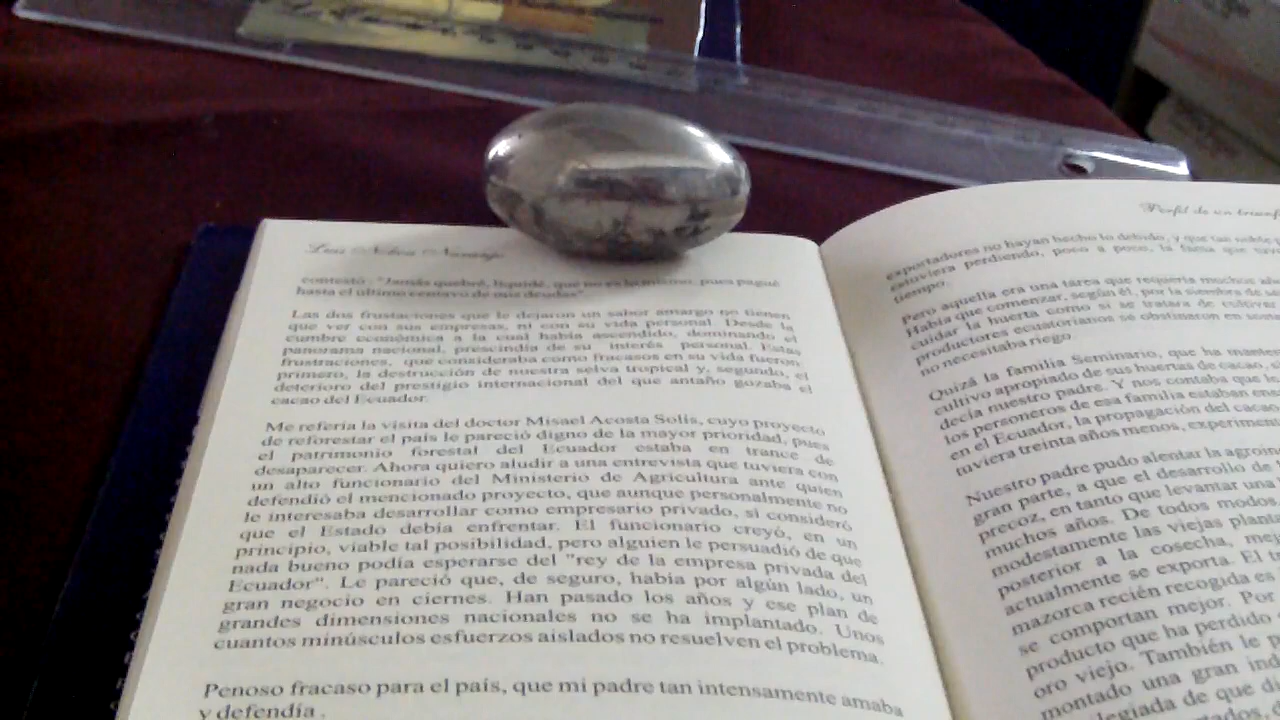 Luis Noboa Naranjo
contestó: "Jamás quebré, liquidé, que no es lo mismo, pues pagué
hasta el último centavo de mis deudas"
Las dos frustaciones que le dejaron un sabor amargo no tienen
que ver con sus empresas, ni con su vida personal. Desde la
cumbre económica a la cual había ascendido, dominando el
panorama nacional, prescindía de su interés personal. Estas
frustraciones, que consideraba como fracasos en su vida fueron:
primero, la destrucción de nuestra selva tropical y, segundo, el
deterioro del prestigio internacional del que antaño gozaba el
cacao del Ecuador.
Me refería la visita del doctor Misael Acosta Solís, cuyo proyecto
de reforestar el país le pareció digno de la mayor prioridad, pues
el patrimonio forestal del Ecuador estaba en trance de
desaparecer. Ahora quiero aludir a una entrevista que tuviera con
un alto funcionario del Ministerio de Agricultura ante quien
defendió el mencionado proyecto, que aunque personalmente no
le interesaba desarrollar como empresario privado, si consideró
que el Estado debía enfrentar. El funcionario creyó, en un
principio, viable tal posibilidad, pero alguien le persuadió de que
nada bueno podía esperarse del "rey de la empresa privada del
Ecuador". Le pareció que, de seguro, había por algún lado, un
gran negocio en ciernes. Han pasado los años y ese plan de
grandes dimensiones nacionales no se ha implantado. Unos
cuantos minúsculos esfuerzos aislados no resuelven el problema.
Penoso fracaso para el país, que mi padre tan intensamente amaba
y defendía .
Perfil de un
exportadores no hayan hecho lo debido, y que tan noble
estuviera perdiendo, poco a poco, la fama que
tiempo.
Pero aquella era una tarea que requería muchos
Había que comenzar, según él, por la siembra de
cuidar la huerta como si se tratara de cultivar
productores ecuatorianos se obstinaron en
no necesitaba riego.
Quizá la familia Seminario, que ha
cultivo apropiado de sus huertas de cacao,
decía nuestro padre. Y nos contaba que
los personeros de esa familia estaban
en el Ecuador, la propagación del cacao
tuviera treinta años menos,
Nuestro padre pudo alentar la
gran parte, a que el desarrollo de
precoz, en tanto que levantar una
muchos años. De todos modos
modestamente las viejas
posterior a la cosecha,
actualmente se exporta. El
mazorca recién recogida es
se comportan mejor. Por
producto que ha perdido
oro viejo. También le
montado una gran
de que